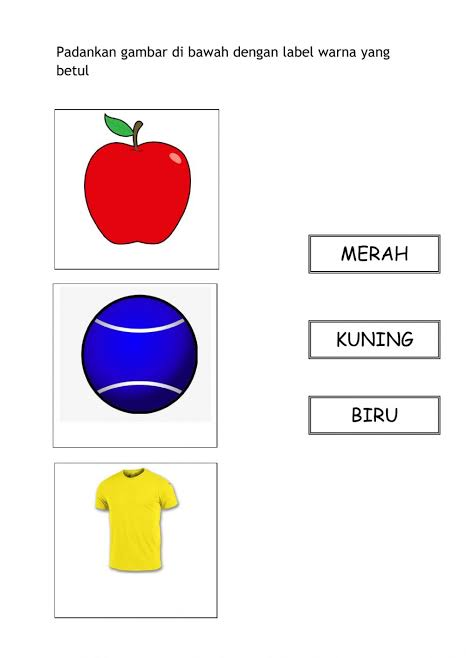 Padankan gambar di bawah dengan label warna yang
betul
MERAH
KUNING
BIRU